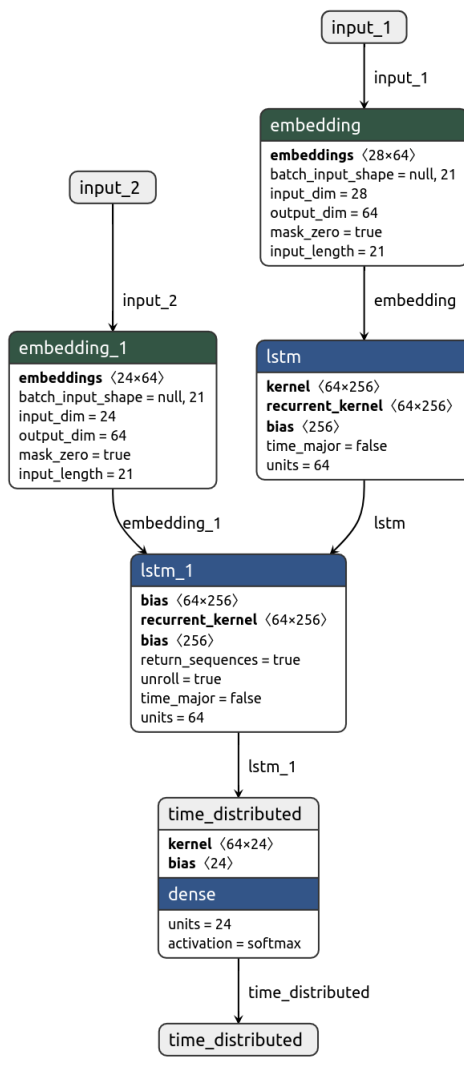 input_1
input_1
embedding
embeddings 〈28×64〉
batch_input_shape = null, 21
input_dim = 28
output_dim = 64
mask_zero = true
input_length = 21
input_2
input_2
embedding
embedding_1
embeddings 〈24×64〉
batch_input_shape = null, 21
input_dim = 24
output_dim = 64
mask_zero = true
input_length = 21
lstm
kernel 〈64×256〉
recurrent_kernel 〈64×256〉
bias 〈256〉
time_major = false
units = 64
embedding_1
lstm
lstm_1
bias 〈64×256〉
recurrent_kernel 〈64×256〉
bias 〈256〉
return_sequences = true
unroll = true
time_major = false
units = 64
lstm_1
time_distributed
kernel 〈64×24〉
bias 〈24〉
dense
units = 24
activation = softmax
time_distributed
time_distributed